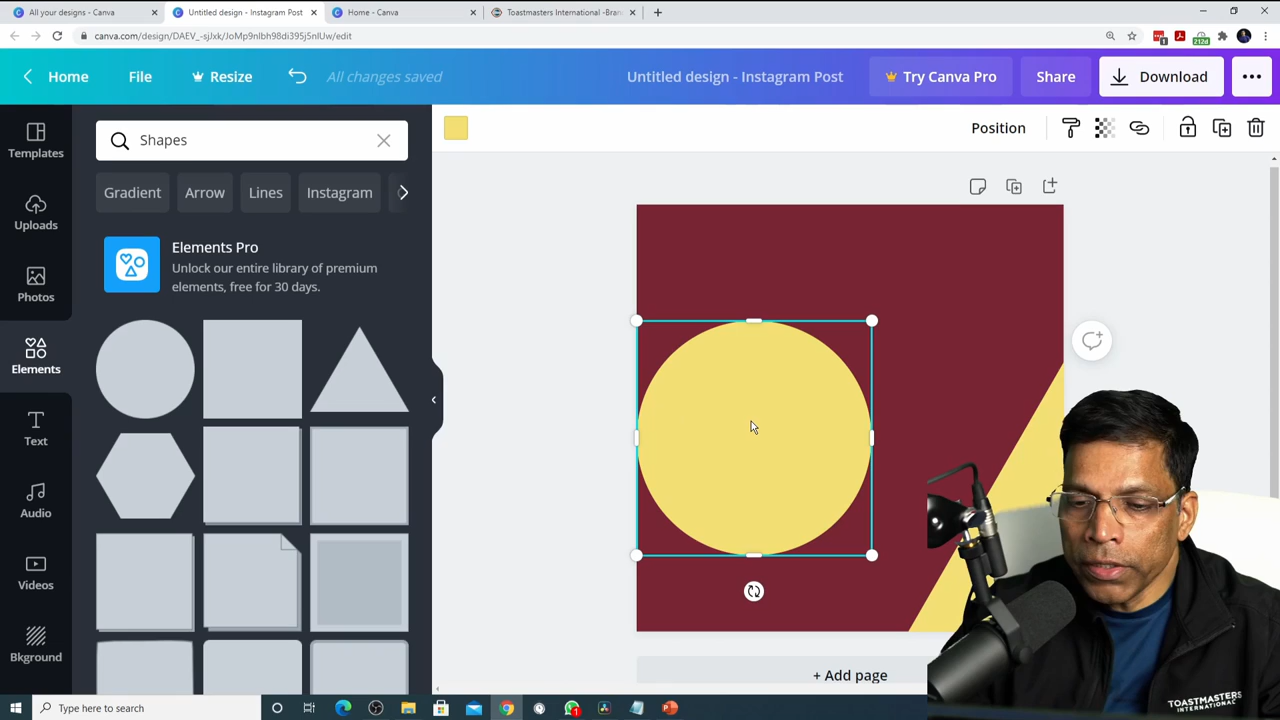 All your designs - Canva
Untitled design - Instagram Post
Home - Canva
Toastmasters International -Bran
canva.com/design/DAEV_-sjJxk/JoMp9nIbh98di395j5nIUw/edit
212d
Home
File
Resize
All changes saved
Untitled design - Instagram Post
Try Canva Pro
Share
Download
Templates
Uploads
Photos
Elements
Text
Audio
Videos
Bkground
Shapes
Gradient
Arrow
Lines
Instagram
Elements Pro
Unlock our entire library of premium
elements, free for 30 days.
Position
+ Add page
TOASTMASTERS
INTERNATIONAL
Type here to search